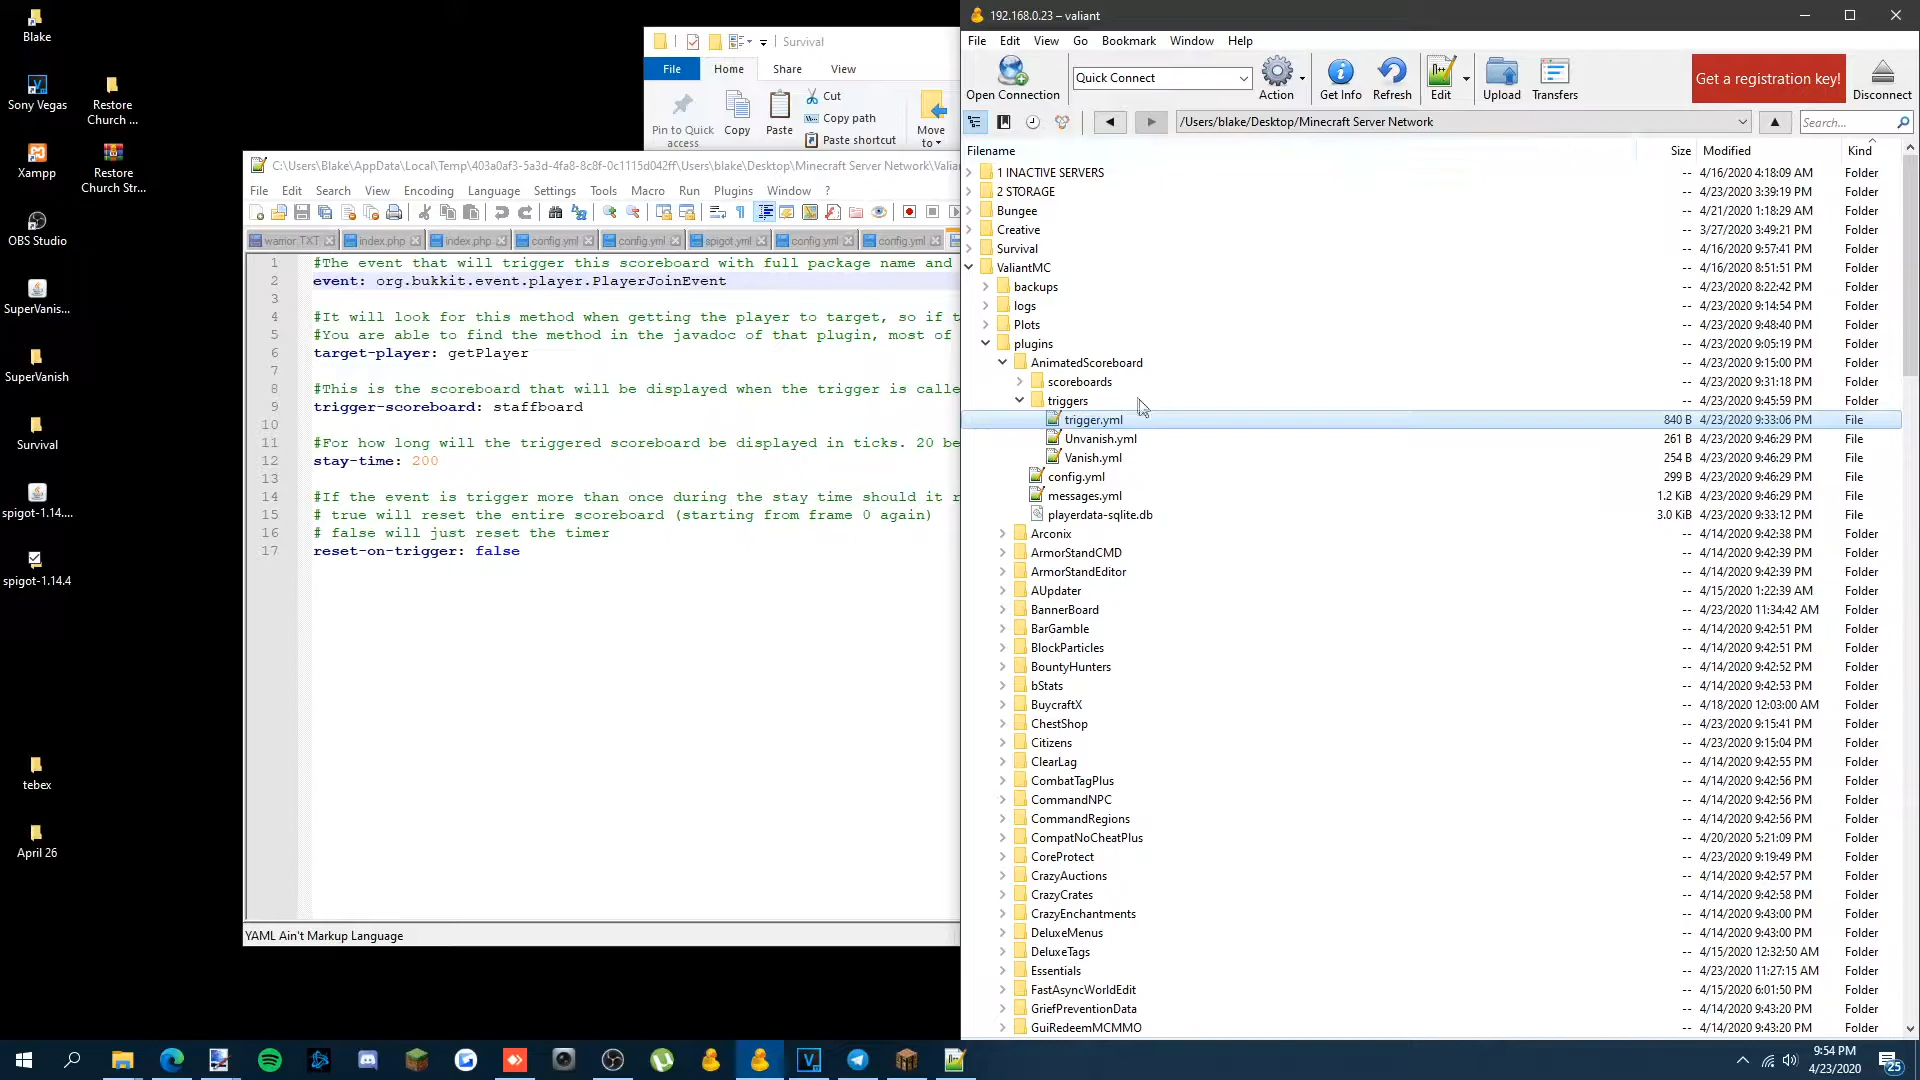 Blake
Sony Vegas
Restore
Church ...
Xampp
Restore
Church Str...
OBS Studio
SuperVanis...
SuperVanish
Survival
spigot-1.14....
spigot-1.14.4
tebex
April 26
Survival
File Home Share View
Pin to Quick
access
Copy
Paste
Cut
Copy path
Paste shortcut
Move
to
C:\Users\Blake\AppData\Local\Temp\403a0af3-5a3d-4fa8-8c8f-0c1115d042ff\Users\blake\Desktop\Minecraft Server Network\Valia
File Edit Search View Encoding Language Settings Tools Macro Run Plugins Window ?
warrior.TXT index.php index.php config.yml config.yml spigot.yml config.yml config.yml
1 #The event that will trigger this scoreboard with full package name and
2 event: org.bukkit.event.player.PlayerJoinEvent
3
4 #It will look for this method when getting the player to target, so if t
5 #You are able to find the method in the javadoc of that plugin, most of
6 target-player: getPlayer
7
8 #This is the scoreboard that will be displayed when the trigger is calle
9 trigger-scoreboard: staffboard
10
11 #For how long will the triggered scoreboard be displayed in ticks. 20 be
12 stay-time: 200
13
14 #If the event is trigger more than once during the stay time should it r
15 # true will reset the entire scoreboard (starting from frame 0 again)
16 # false will just reset the timer
17 reset-on-trigger: false
YAML Ain't Markup Language
192.168.0.23 – valiant
File Edit View Go Bookmark Window Help
Open Connection
Quick Connect
Action
Get Info
Refresh
Edit
Upload
Transfers
Get a registration key!
Disconnect
/Users/blake/Desktop/Minecraft Server Network
Search...
Filename Size Modified Kind
1 INACTIVE SERVERS -- 4/16/2020 4:18:09 AM Folder
2 STORAGE -- 4/23/2020 3:39:19 PM Folder
Bungee -- 4/21/2020 1:18:29 AM Folder
Creative -- 3/27/2020 3:49:21 PM Folder
Survival -- 4/16/2020 9:57:41 PM Folder
ValiantMC -- 4/16/2020 8:51:51 PM Folder
backups -- 4/23/2020 8:22:42 PM Folder
logs -- 4/23/2020 9:14:54 PM Folder
Plots -- 4/23/2020 9:48:40 PM Folder
plugins -- 4/23/2020 9:05:19 PM Folder
AnimatedScoreboard -- 4/23/2020 9:15:00 PM Folder
scoreboards -- 4/23/2020 9:31:18 PM Folder
triggers -- 4/23/2020 9:45:59 PM Folder
trigger.yml 840 B 4/23/2020 9:33:06 PM File
Unvanish.yml 261 B 4/23/2020 9:46:29 PM File
Vanish.yml 254 B 4/23/2020 9:46:29 PM File
config.yml 299 B 4/23/2020 9:46:29 PM File
messages.yml 1.2 KiB 4/23/2020 9:46:29 PM File
playerdata-sqlite.db 3.0 KiB 4/23/2020 9:33:12 PM File
Arconix -- 4/14/2020 9:42:38 PM Folder
ArmorStandCMD -- 4/14/2020 9:42:39 PM Folder
ArmorStandEditor -- 4/14/2020 9:42:39 PM Folder
AUpdater -- 4/15/2020 1:22:39 AM Folder
BannerBoard -- 4/23/2020 11:34:42 AM Folder
BarGamble -- 4/14/2020 9:42:51 PM Folder
BlockParticles -- 4/14/2020 9:42:51 PM Folder
BountyHunters -- 4/14/2020 9:42:52 PM Folder
bStats -- 4/14/2020 9:42:53 PM Folder
BuycraftX -- 4/18/2020 12:03:00 AM Folder
ChestShop -- 4/23/2020 9:15:41 PM Folder
Citizens -- 4/23/2020 9:15:04 PM Folder
ClearLag -- 4/14/2020 9:42:55 PM Folder
CombatTagPlus -- 4/14/2020 9:42:56 PM Folder
CommandNPC -- 4/14/2020 9:42:56 PM Folder
CommandRegions -- 4/14/2020 9:42:56 PM Folder
CompatNoCheatPlus -- 4/20/2020 5:21:09 PM Folder
CoreProtect -- 4/23/2020 9:19:49 PM Folder
CrazyAuctions -- 4/14/2020 9:42:57 PM Folder
CrazyCrates -- 4/14/2020 9:42:58 PM Folder
CrazyEnchantments -- 4/14/2020 9:43:00 PM Folder
DeluxeMenus -- 4/14/2020 9:43:00 PM Folder
DeluxeTags -- 4/15/2020 12:32:50 AM Folder
Essentials -- 4/23/2020 11:27:15 AM Folder
FastAsyncWorldEdit -- 4/15/2020 6:01:50 PM Folder
GriefPreventionData -- 4/14/2020 9:43:20 PM Folder
GuiRedeemMCMMO -- 4/14/2020 9:43:20 PM Folder
9:54 PM
4/23/2020
25